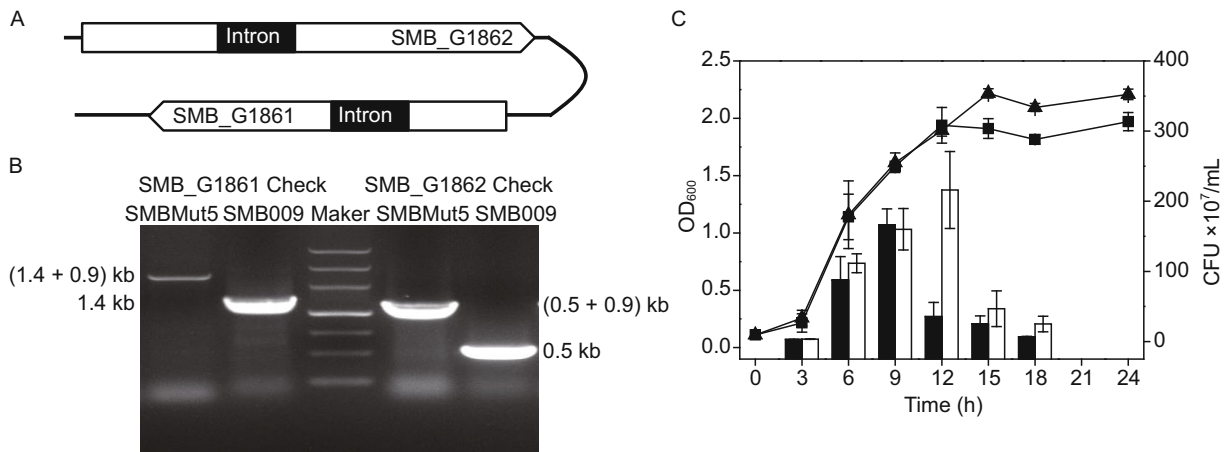 A
Intron
SMB_G1862
SMB_G1861
Intron
B
SMB_G1861 Check SMB_G1862 Check
SMBMut5 SMB009 Maker SMBMut5 SMB009
(1.4 + 0.9) kb
1.4 kb
(0.5 + 0.9) kb
0.5 kb
C
2.5
2.0
1.5
1.0
0.5
0.0
OD600
400
300
200
100
0
CFU ×10^7/mL
0 3 6 9 12 15 18 21 24
Time (h)